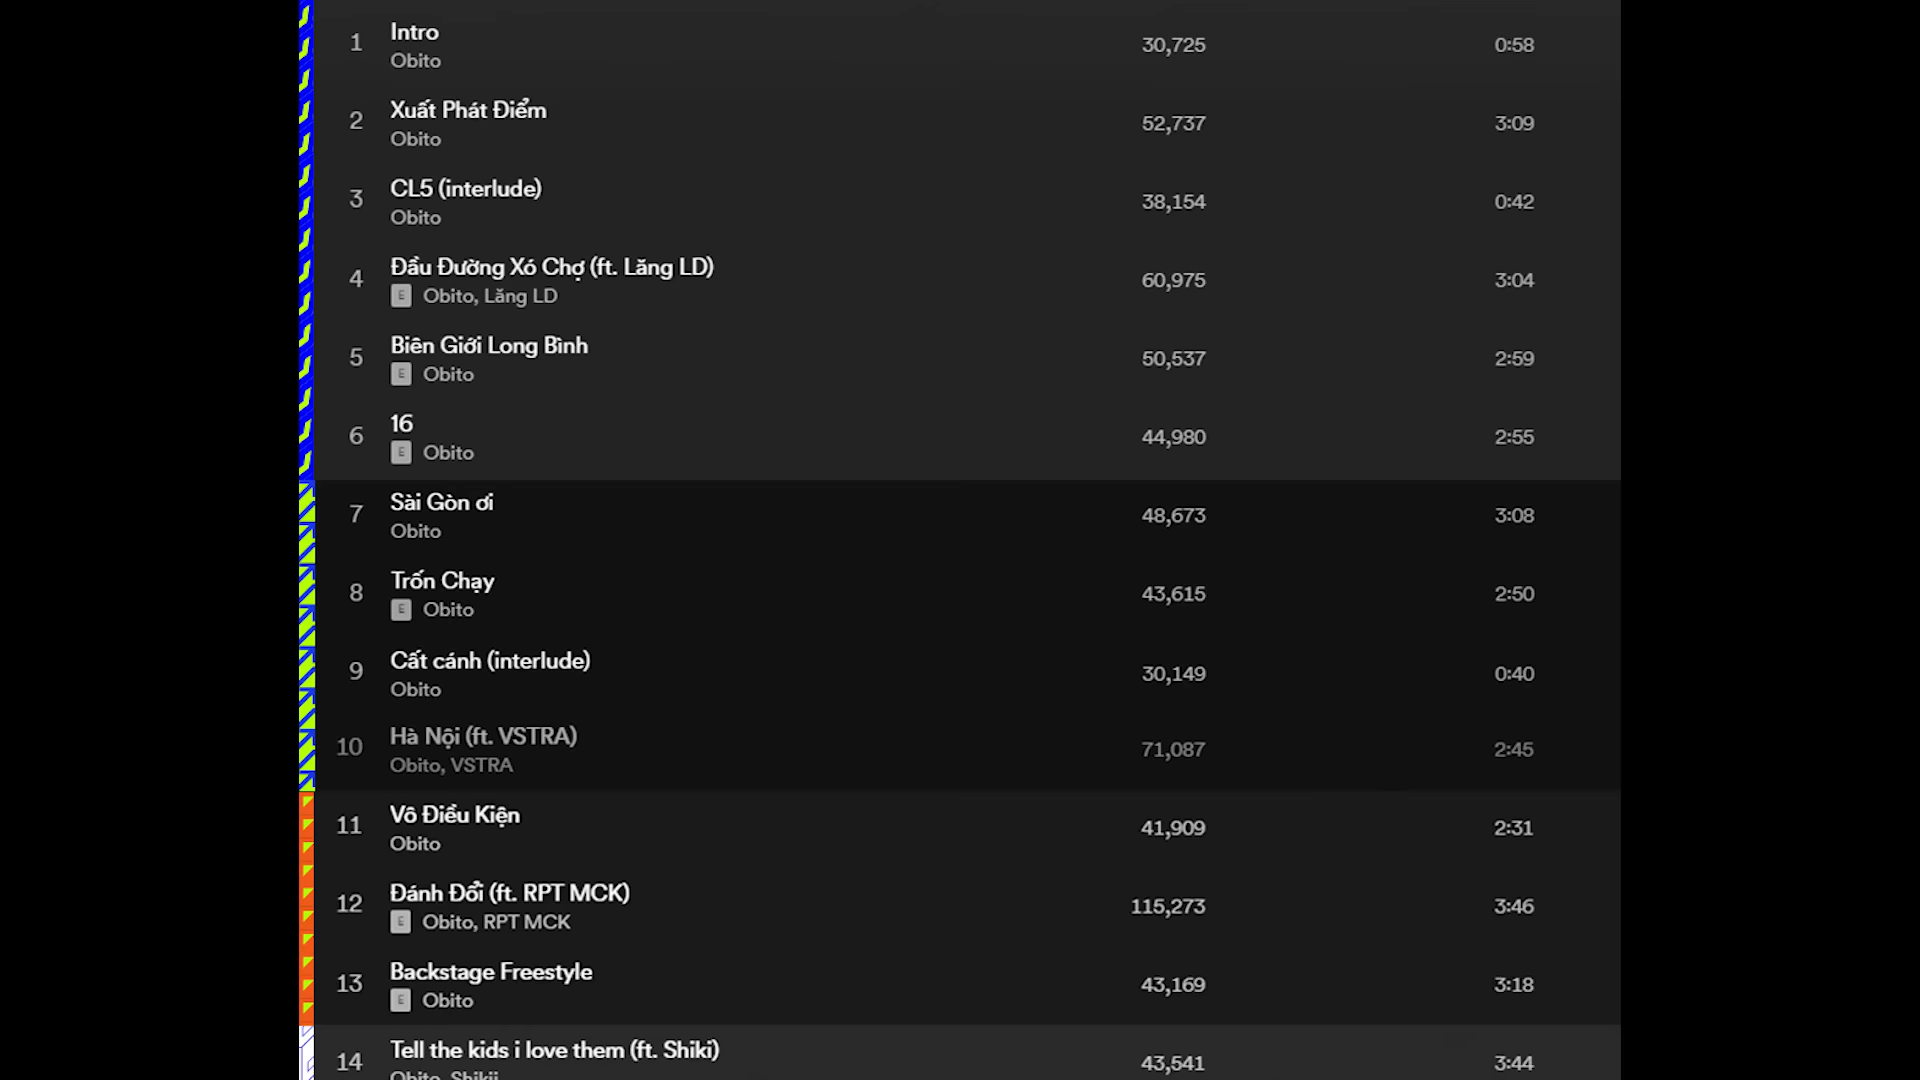 1 Intro 30,725 0:58
Obito
2 Xuất Phát Điểm 52,737 3:09
Obito
3 CL5 (interlude) 38,154 0:42
Obito
4 Đầu Đường Xó Chợ (ft. Lăng LD) 60,975 3:04
E Obito, Lăng LD
5 Biên Giới Long Bình 50,537 2:59
E Obito
6 16 44,980 2:55
E Obito
7 Sài Gòn ơi 48,673 3:08
Obito
8 Trốn Chạy 43,615 2:50
E Obito
9 Cất cánh (interlude) 30,149 0:40
Obito
10 Hà Nội (ft. VSTRA) 71,087 2:45
Obito, VSTRA
11 Vô Điều Kiện 41,909 2:31
Obito
12 Đánh Đổi (ft. RPT MCK) 115,273 3:46
E Obito, RPT MCK
13 Backstage Freestyle 43,169 3:18
E Obito
14 Tell the kids i love them (ft. Shiki) 43,541 3:44
Obito, Shikii